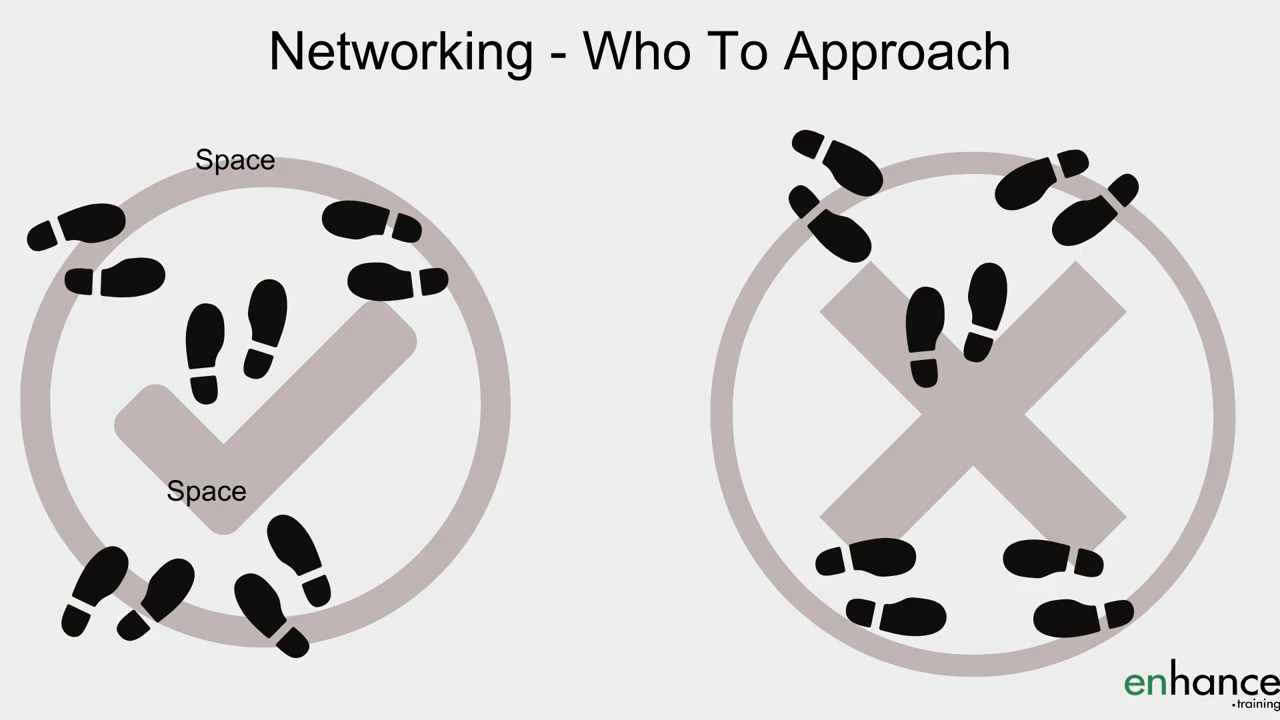 Networking - Who To Approach
Space
Space
enhance
.training